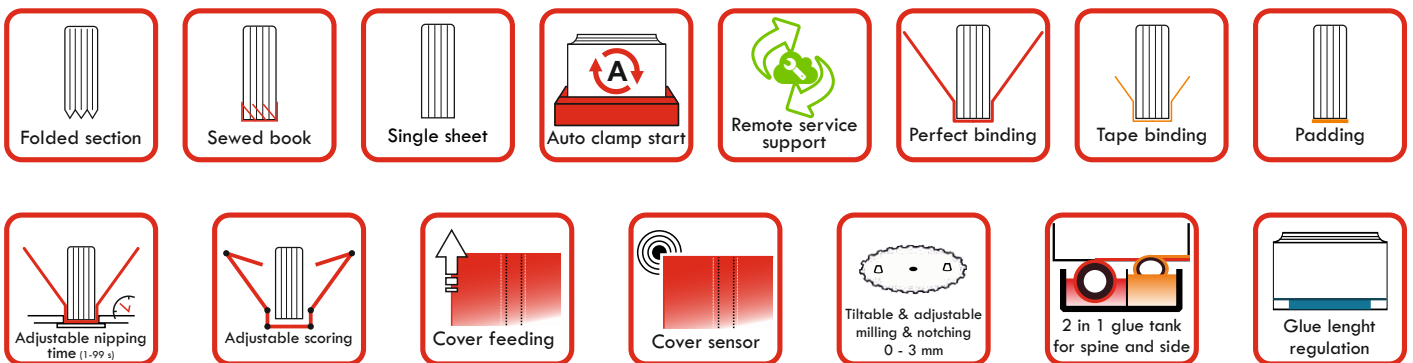 Folded section
Sewed book
Single sheet
A
Auto clamp start
Remote service
support
Perfect binding
Tape binding
Padding
Adjustable nipping
time (1-99 s)
Adjustable scoring
Cover feeding
Cover sensor
Tiltable & adjustable
milling & notching
0 - 3 mm
2 in 1 glue tank
for spine and side
Glue lenght
regulation